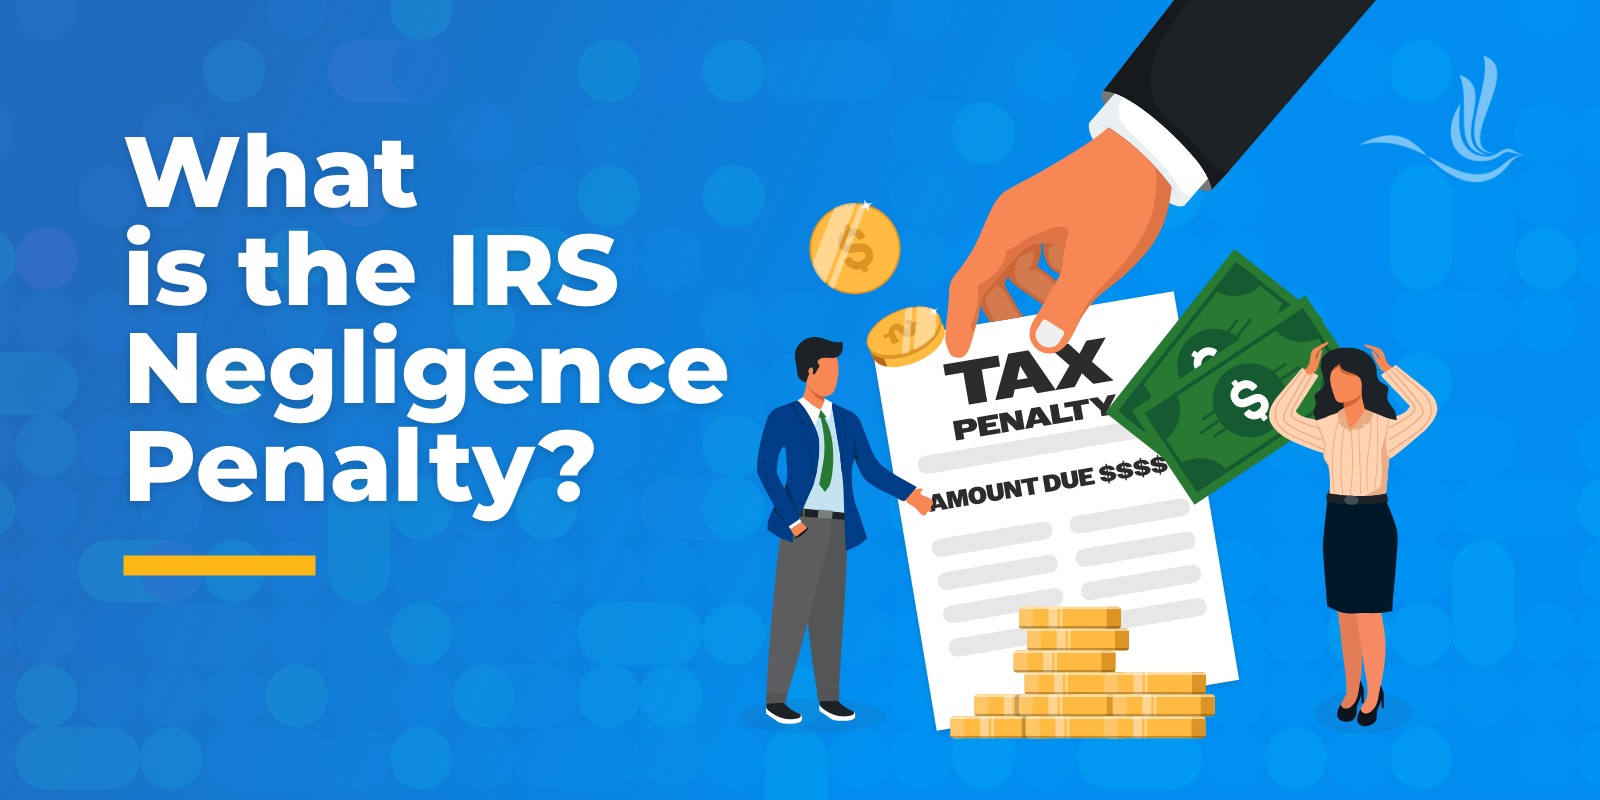 What
is the IRS
Negligence
Penalty?
TAX
PENALTY
AMOUNT DUE $$$$
$
$
$